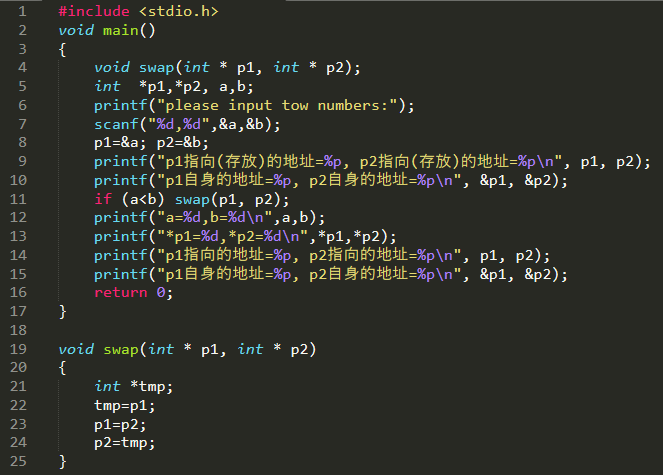 1 #include <stdio.h>
2 void main()
3 {
4     void swap(int * p1, int * p2);
5     int  *p1,*p2, a,b;
6     printf("please input tow numbers:");
7     scanf("%d,%d",&a,&b);
8     p1=&a; p2=&b;
9     printf("p1指向(存放)的地址=%p, p2指向(存放)的地址=%p\n", p1, p2);
10     printf("p1自身的地址=%p, p2自身的地址=%p\n", &p1, &p2);
11     if (a<b) swap(p1, p2);
12     printf("a=%d,b=%d\n",a,b);
13     printf("*p1=%d,*p2=%d\n",*p1,*p2);
14     printf("p1指向的地址=%p, p2指向的地址=%p\n", p1, p2);
15     printf("p1自身的地址=%p, p2自身的地址=%p\n", &p1, &p2);
16     return 0;
17 }
18
19 void swap(int * p1, int * p2)
20 {
21     int *tmp;
22     tmp=p1;
23     p1=p2;
24     p2=tmp;
25 }